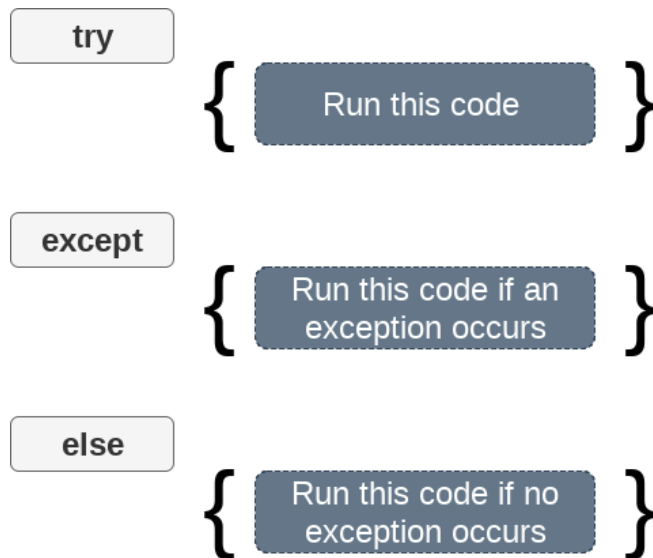 try
{ Run this code }
except
{ Run this code if an
exception occurs }
else
{ Run this code if no
exception occurs }